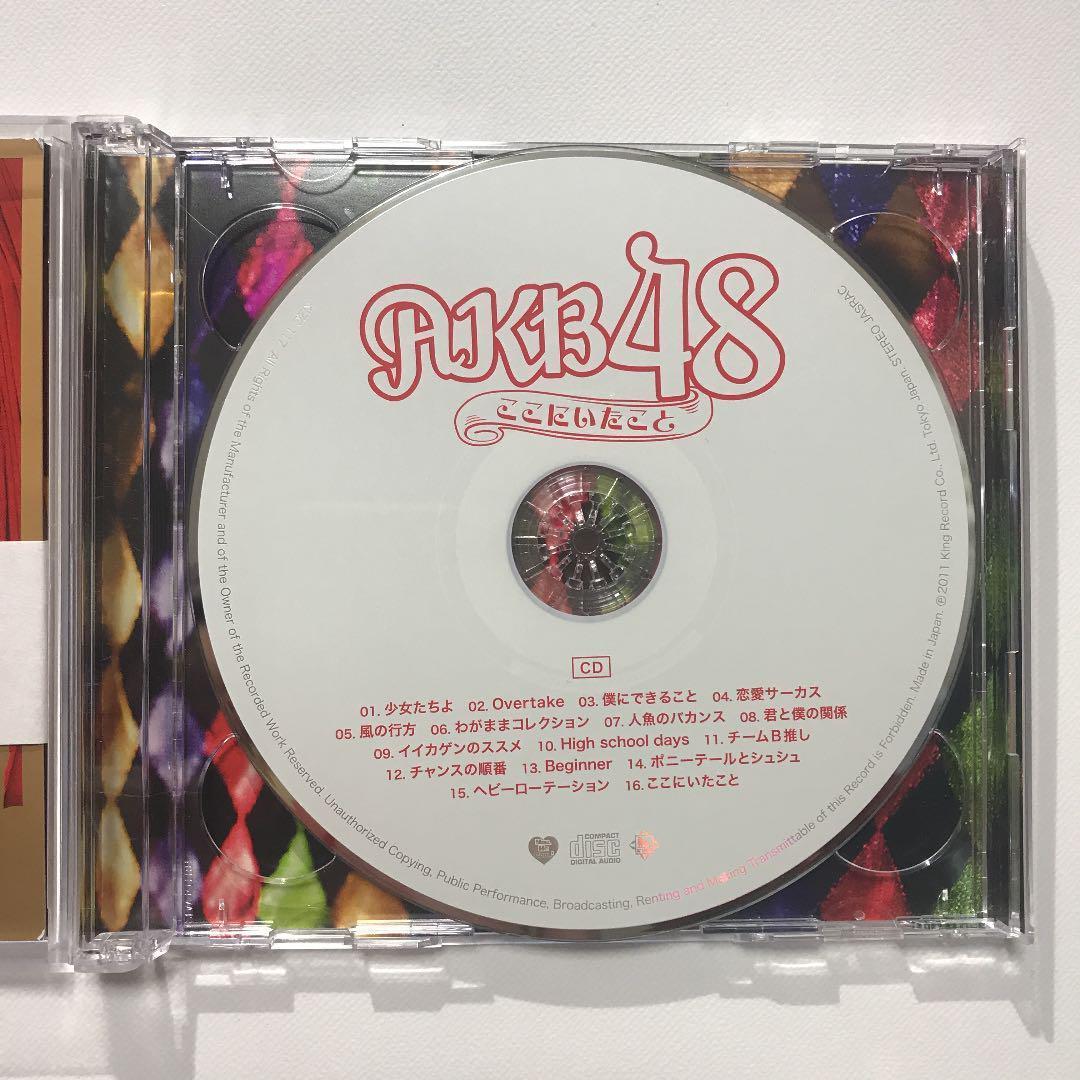 AKB48
ここにいたこと
CD
01. 少女たちよ 02. Overtake 03. 僕にできること 04. 恋愛サーカス
05. 風の行方 06. わがままコレクション 07. 人魚のバカンス 08. 君と僕の関係
09. イイカゲンのススメ 10. High school days 11. チームB推し
12. チャンスの順番 13. Beginner 14. ポニーテールとシュシュ
15. ヘビーローテーション 16. ここにいたこと
COMPACT
disc
DIGITAL AUDIO
All Rights of the Manufacturer and of the Owner of the Recorded Work Reserved. Unauthorized Copying, Public Performance, Broadcasting, Renting and Making Transmittable of this Record is Forbidden. Made in Japan. ℗2011 King Record Co., Ltd. Tokyo Japan. STEREO JASRAC